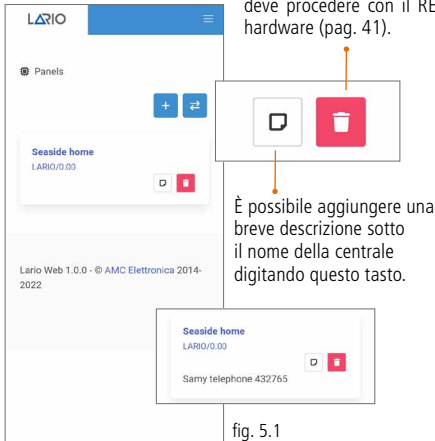 deve procedere con il RE
hardware (pag. 41).
LARIO
Panels
Seaside home
LARIO/0.00
È possibile aggiungere una
breve descrizione sotto
il nome della centrale
digitando questo tasto.
Lario Web 1.0.0 - © AMC Elettronica 2014-
2022
Seaside home
LARIO/0.00
Samy telephone 432765
fig. 5.1